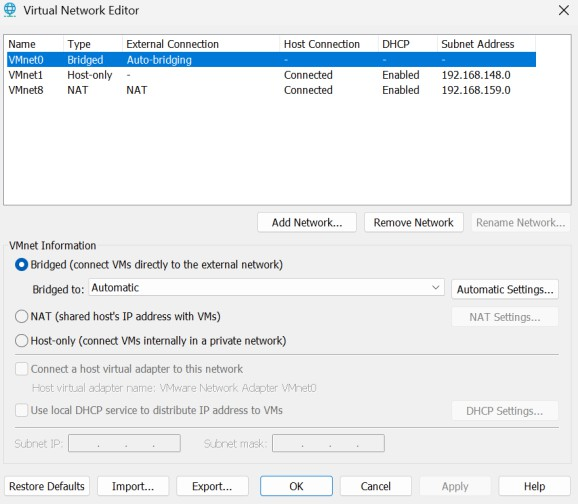 Virtual Network Editor
Name Type External Connection Host Connection DHCP Subnet Address
VMnet0 Bridged Auto-bridging - - -
VMnet1 Host-only - Connected Enabled 192.168.148.0
VMnet8 NAT NAT Connected Enabled 192.168.159.0
Add Network... Remove Network Rename Network...
VMnet Information
Bridged (connect VMs directly to the external network)
Bridged to: Automatic Automatic Settings...
NAT (shared host's IP address with VMs) NAT Settings...
Host-only (connect VMs internally in a private network)
Connect a host virtual adapter to this network
Host virtual adapter name: VMware Network Adapter VMnet0
Use local DHCP service to distribute IP address to VMs DHCP Settings...
Subnet IP: . . . Subnet mask: . . .
Restore Defaults Import... Export... OK Cancel Apply Help